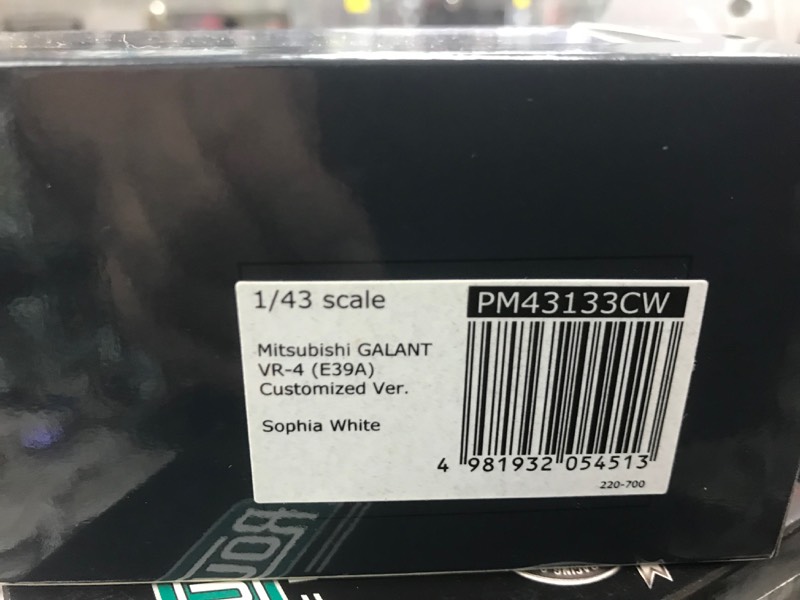 1/43 scale
PM43133CW
Mitsubishi GALANT
VR-4 (E39A)
Customized Ver.
Sophia White
4 981932 054513
220-700